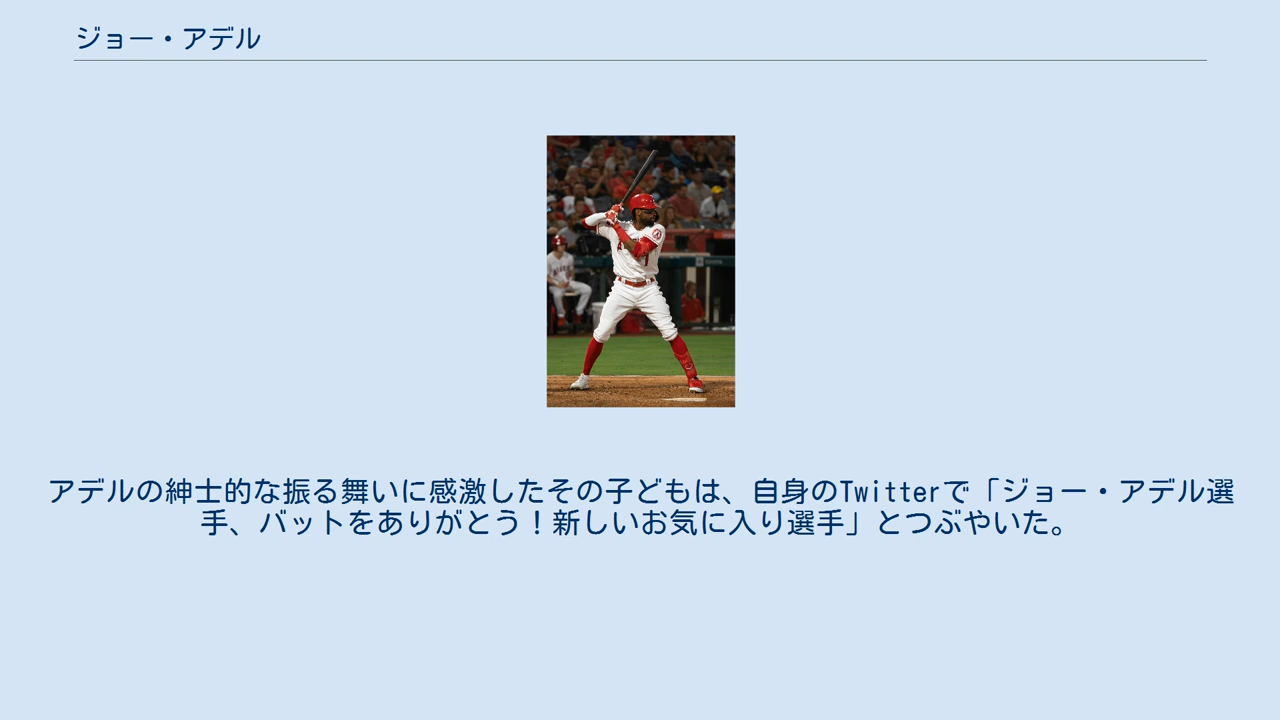 ジョー・アデル
アデルの紳士的な振る舞いに感激したその子どもは、自身のTwitterで「ジョー・アデル選
手、バットをありがとう！新しいお気に入り選手」とつぶやいた。